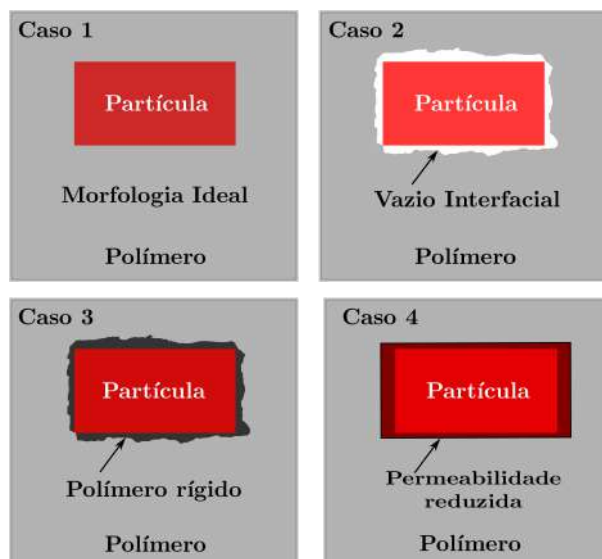 Caso 1
Partícula
Morfologia Ideal
Polímero
Caso 2
Partícula
Vazio Interfacial
Polímero
Caso 3
Partícula
Polímero rígido
Polímero
Caso 4
Partícula
Permeabilidade
reduzida
Polímero